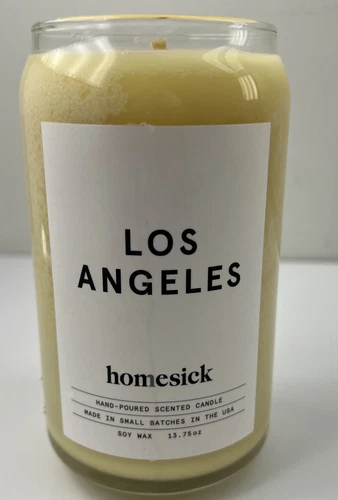 LOS
ANGELES
homesick
HAND-POURED SCENTED CANDLE
MADE IN SMALL BATCHES IN THE USA
SOY WAX 13.75oz